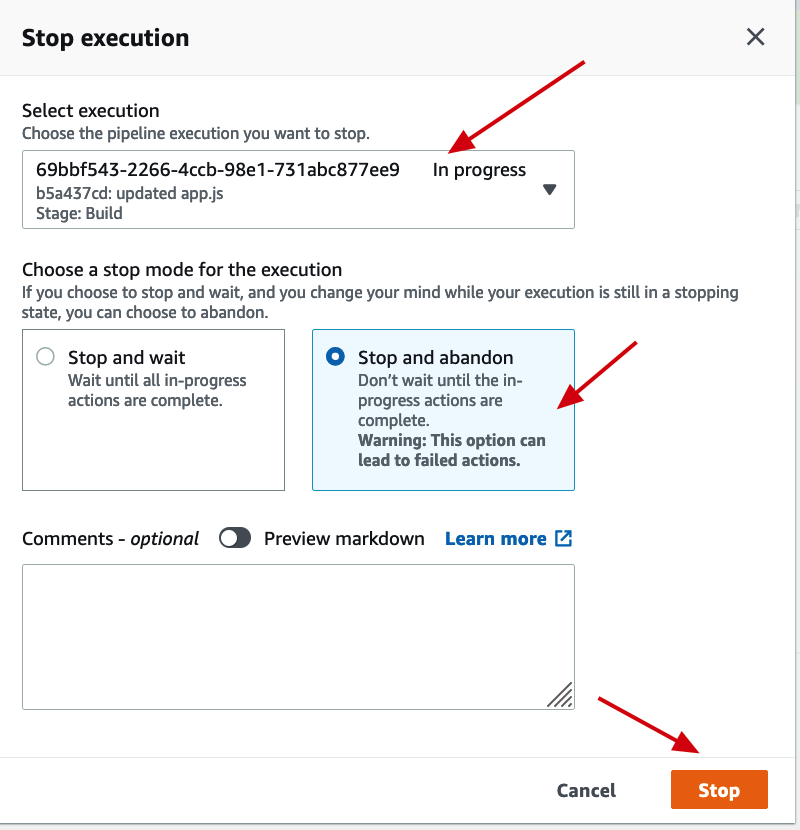 Stop execution
Select execution
Choose the pipeline execution you want to stop.
69bbf543-2266-4ccb-98e1-731abc877ee9 In progress
b5a437cd: updated app.js
Stage: Build
Choose a stop mode for the execution
If you choose to stop and wait, and you change your mind while your execution is still in a stopping
state, you can choose to abandon.
Stop and wait
Wait until all in-progress
actions are complete.
Stop and abandon
Don’t wait until the in-
progress actions are
complete.
Warning: This option can
lead to failed actions.
Comments - optional Preview markdown Learn more
Cancel Stop